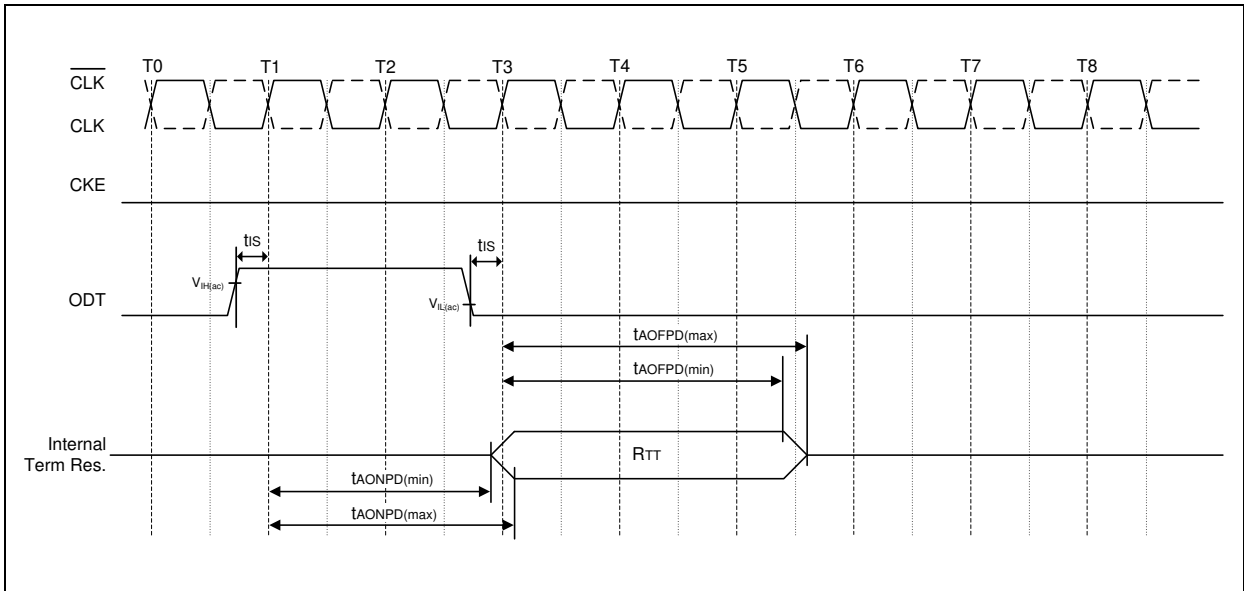 T0 T1 T2 T3 T4 T5 T6 T7 T8
CLK
CLK
CKE
tIS tIS
VIH(ac)
ODT
VIL(ac)
tAOFPD(max)
tAOFPD(min)
Internal
Term Res.
RTT
tAONPD(min)
tAONPD(max)